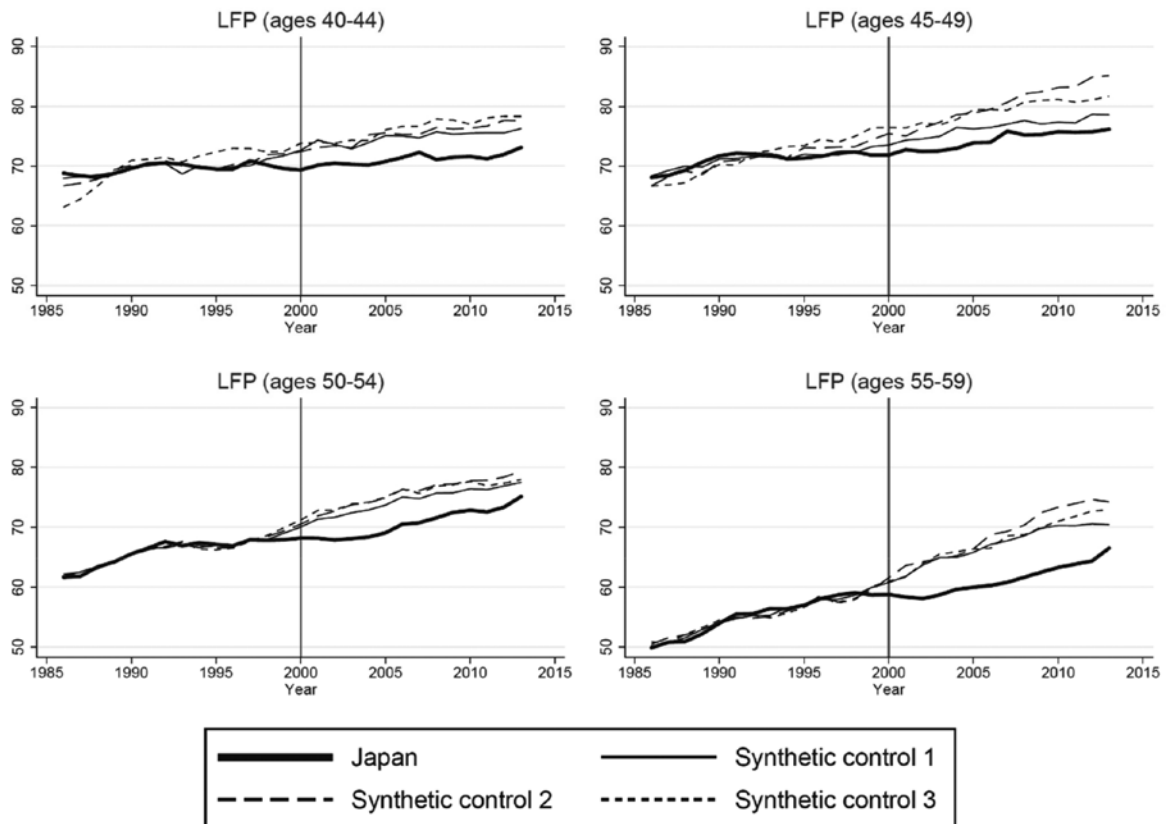 LFP (ages 40-44)
90
80
70
60
50
1985 1990 1995 2000 2005 2010 2015
Year
LFP (ages 45-49)
90
80
70
60
50
1985 1990 1995 2000 2005 2010 2015
Year
LFP (ages 50-54)
90
80
70
60
50
1985 1990 1995 2000 2005 2010 2015
Year
LFP (ages 55-59)
90
80
70
60
50
1985 1990 1995 2000 2005 2010 2015
Year
Japan
Synthetic control 1
Synthetic control 2
Synthetic control 3